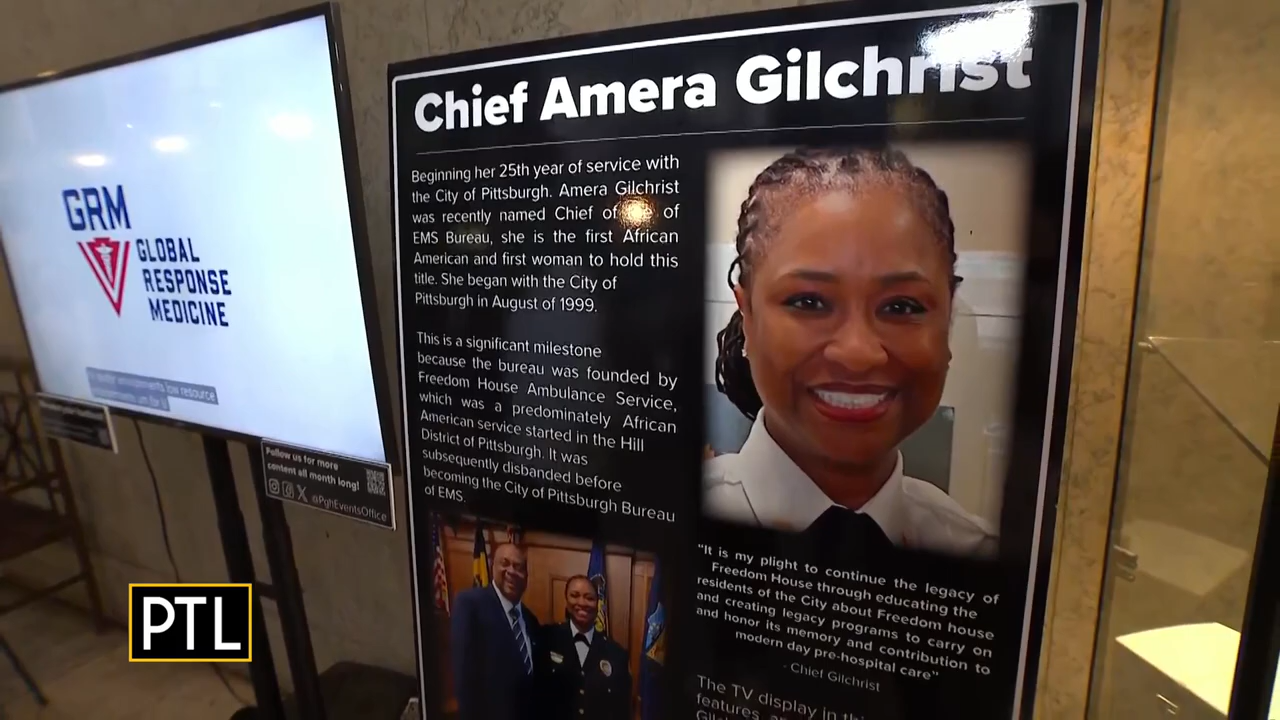 GRM
GLOBAL
RESPONSE
MEDICINE
low resource
Follow us for more
content all month long!
@PghEventsOffice
PTL
Chief Amera Gilchrist
Beginning her 25th year of service with
the City of Pittsburgh. Amera Gilchrist
was recently named Chief of of
EMS Bureau, she is the first African
American and first woman to hold this
title. She began with the City of
Pittsburgh in August of 1999.
This is a significant milestone
because the bureau was founded by
Freedom House Ambulance Service,
which was a predominately African
American service started in the Hill
District of Pittsburgh. It was
subsequently disbanded before
becoming the City of Pittsburgh Bureau
of EMS.
"It is my plight to continue the legacy of
Freedom House through educating the
residents of the City about Freedom house
and creating legacy programs to carry on
and honor its memory and contribution to
modern day pre-hospital care"
- Chief Gilchrist
The TV display in
features